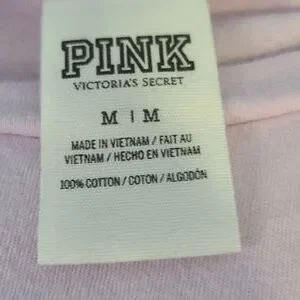 PINK
VICTORIA'S SECRET
M | M
MADE IN VIETNAM / FAIT AU
VIETNAM / HECHO EN VIETNAM
100% COTTON / COTON / ALGODÓN